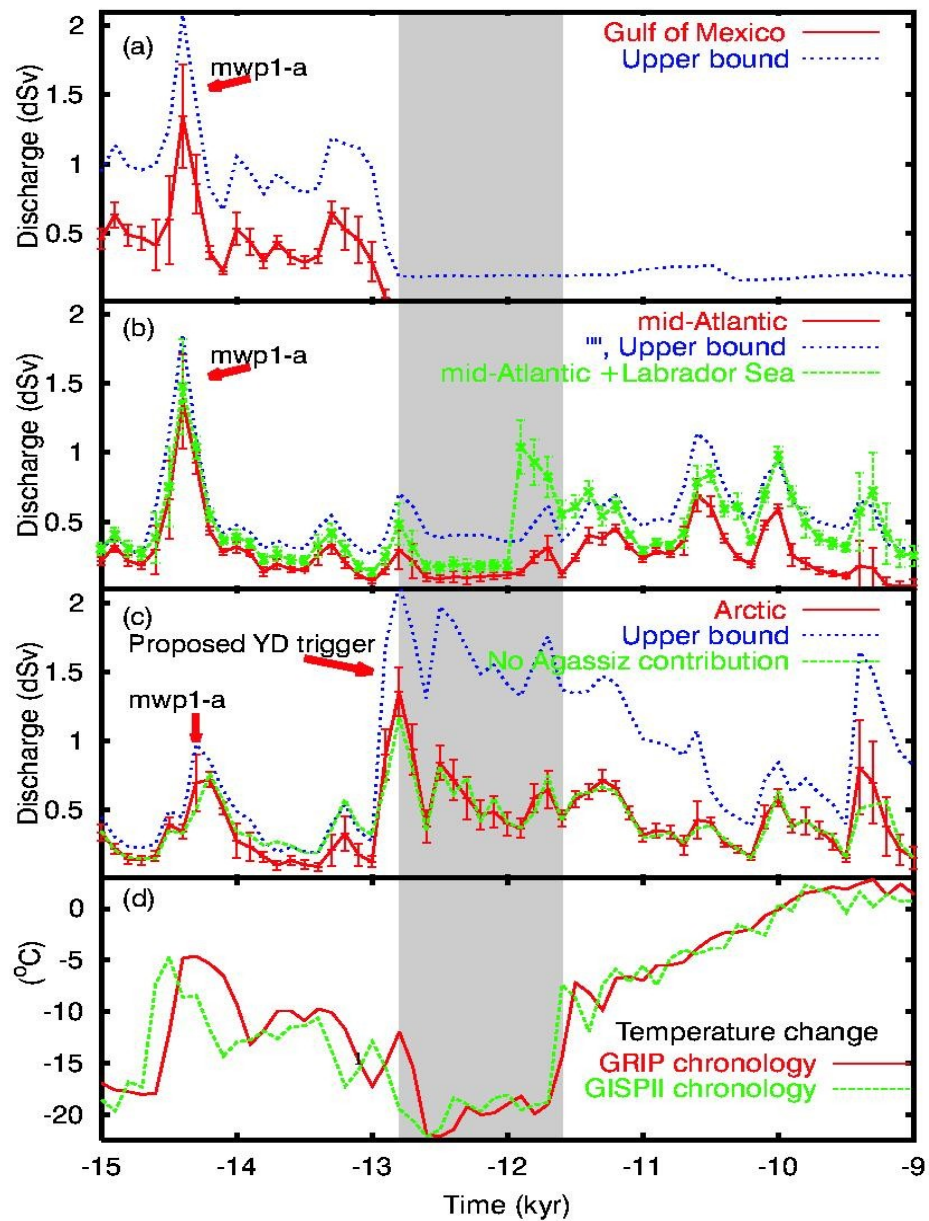 2
(a)
Gulf of Mexico
Upper bound
mwp1-a
1.5
1
0.5
Discharge (dSv)
2
(b)
mid-Atlantic
"", Upper bound
mid-Atlantic +Labrador Sea
mwp1-a
1.5
1
0.5
Discharge (dSv)
2
(c)
Arctic
Upper bound
No Agassiz contribution
Proposed YD trigger
mwp1-a
1.5
1
0.5
Discharge (dSv)
(d)
0
-5
-10
-15
-20
(°C)
1
Temperature change
GRIP chronology
GISPII chronology
-15 -14 -13 -12 -11 -10 -9
Time (kyr)